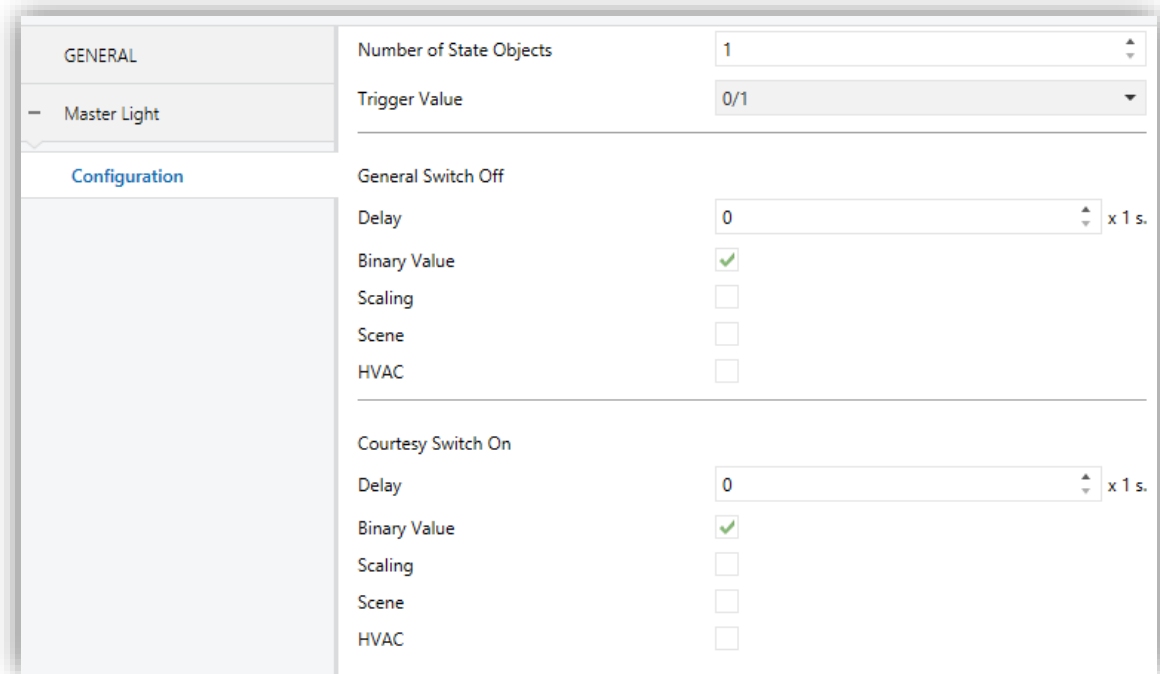 GENERAL
Master Light
Configuration
Number of State Objects 1
Trigger Value 0/1
General Switch Off
Delay 0 x 1 s.
Binary Value
Scaling
Scene
HVAC
Courtesy Switch On
Delay 0 x 1 s.
Binary Value
Scaling
Scene
HVAC